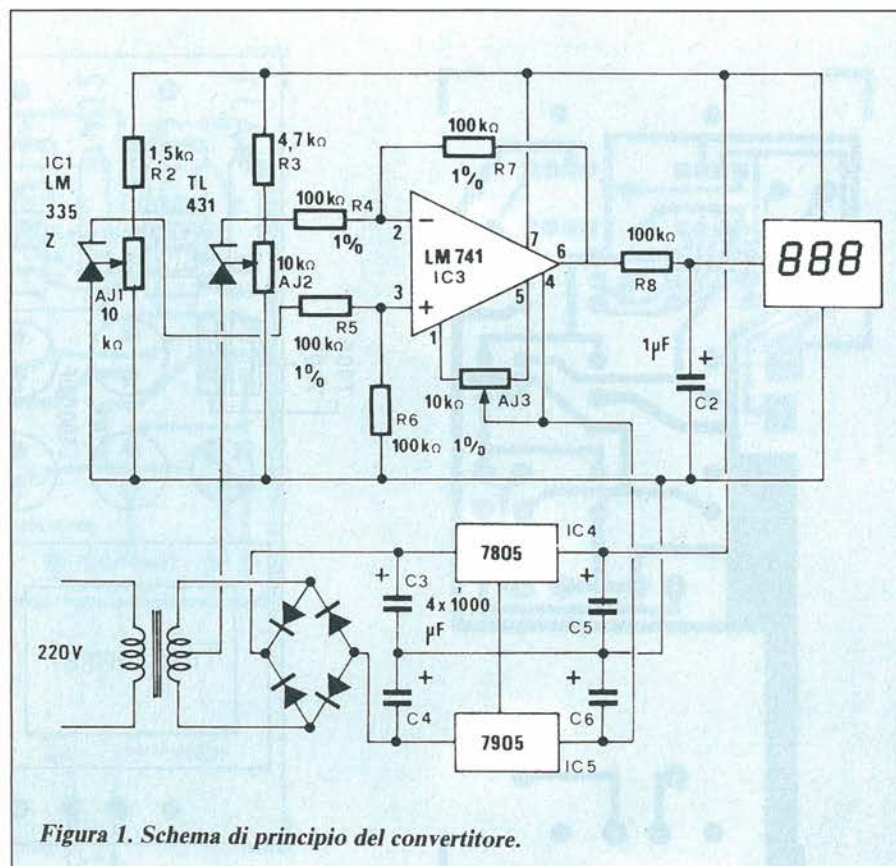 IC1
LM
335
Z
1,5kΩ
R2
TL
431
4,7kΩ
R3
100kΩ R4
1%
100kΩ
1%
R7
AJ1
10
kΩ
10kΩ
AJ2
2
3
LM 741
IC3
7
6
5
4
1
R5
100kΩ
1%
R6
100kΩ 1%
10kΩ
AJ3
100kΩ
R8
1µF
C2
888
220V
C3
4x1000
µF
C4
7805
IC4
7905
IC5
C5
C6
Figura 1. Schema di principio del convertitore.